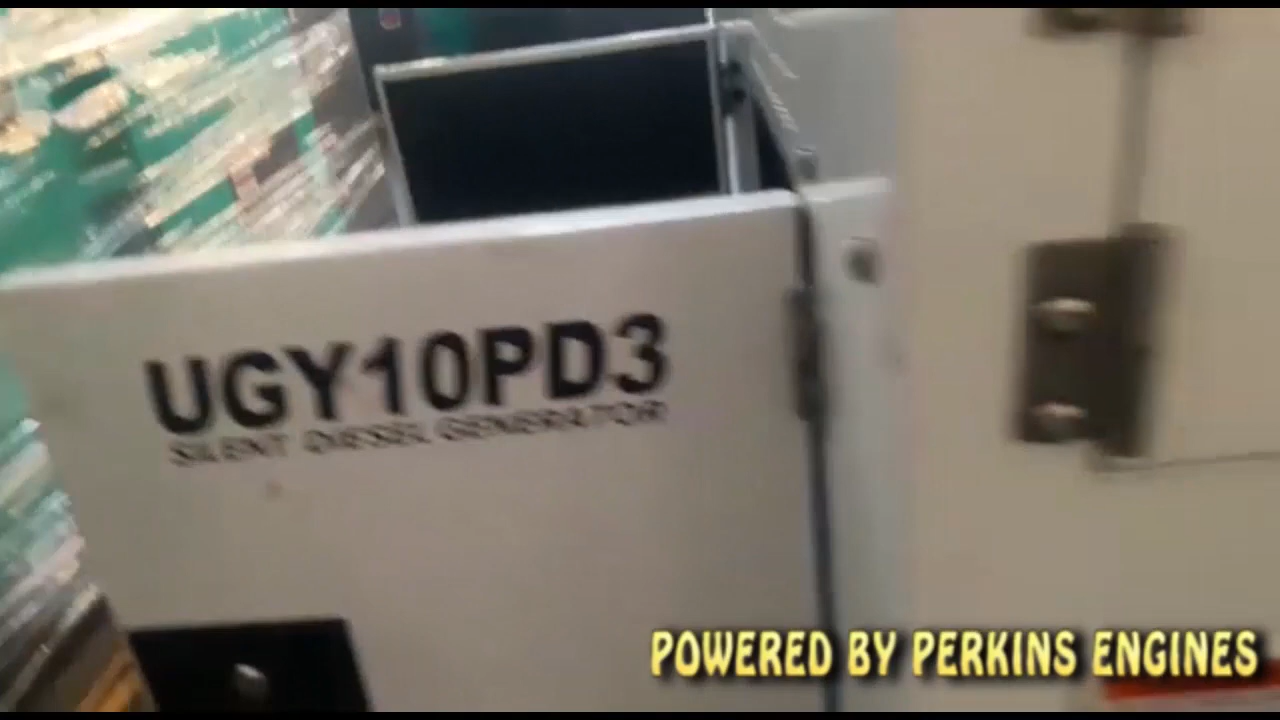 UGY10PD3
SILENT DIESEL GENERATOR
POWERED BY PERKINS ENGINES